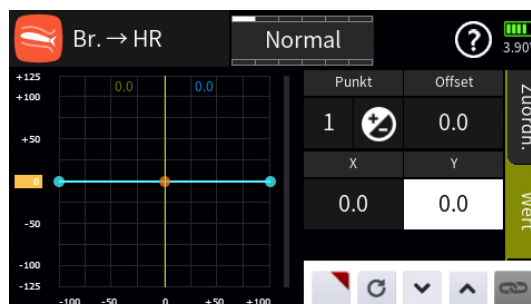 Br. → HR
Normal
?
3.90V
+125
+100
+50
0
-50
-100
-125
0.0
0.0
-100
-50
0
+50
+100
Punkt
Offset
1
0.0
X
Y
0.0
0.0
Zuordn.
Wert